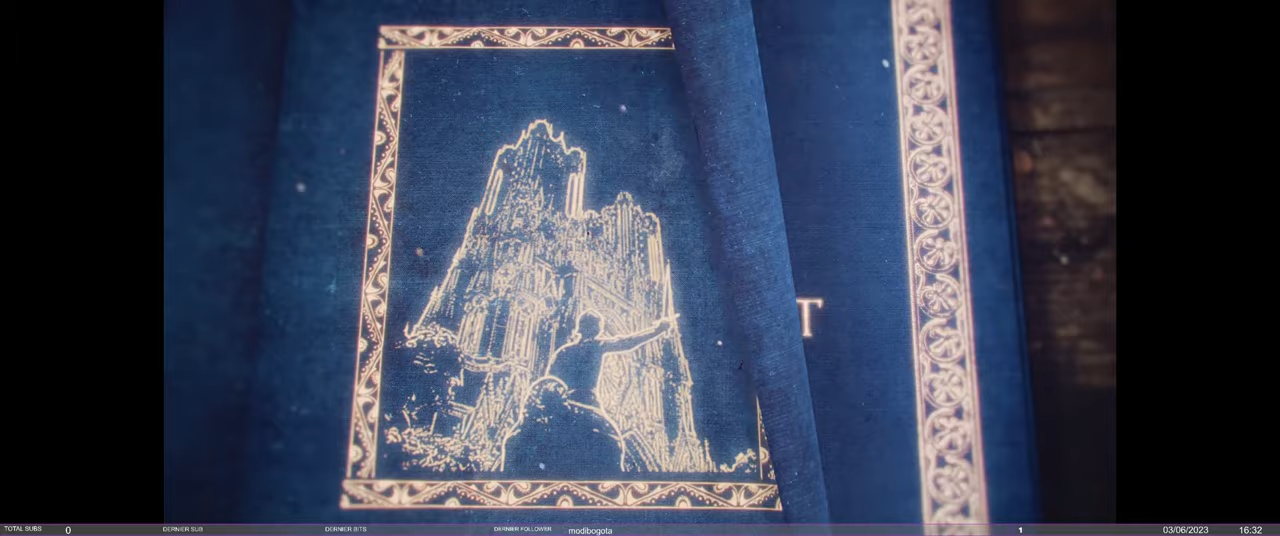 T
TOTAL SUBS 0 DERNIER SUB DERNIER BITS DERNIER FOLLOWER modibogota 1 03/06/2023 16:32